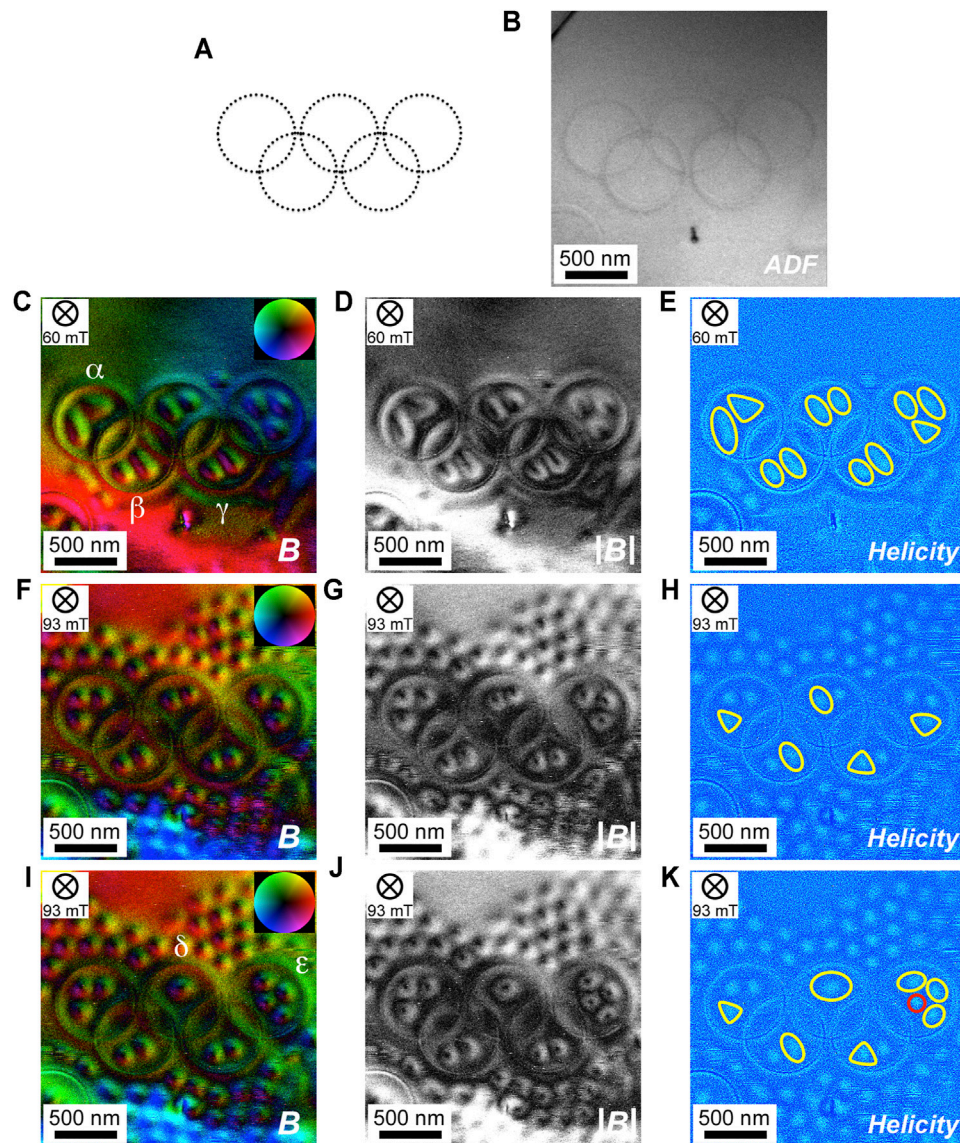 A
B
500 nm
ADF
C
60 mT
α
β
γ
500 nm
B
D
60 mT
500 nm
|B|
E
60 mT
500 nm
Helicity
F
93 mT
500 nm
B
G
93 mT
500 nm
|B|
H
93 mT
500 nm
Helicity
I
93 mT
δ
ε
500 nm
B
J
93 mT
500 nm
|B|
K
93 mT
500 nm
Helicity